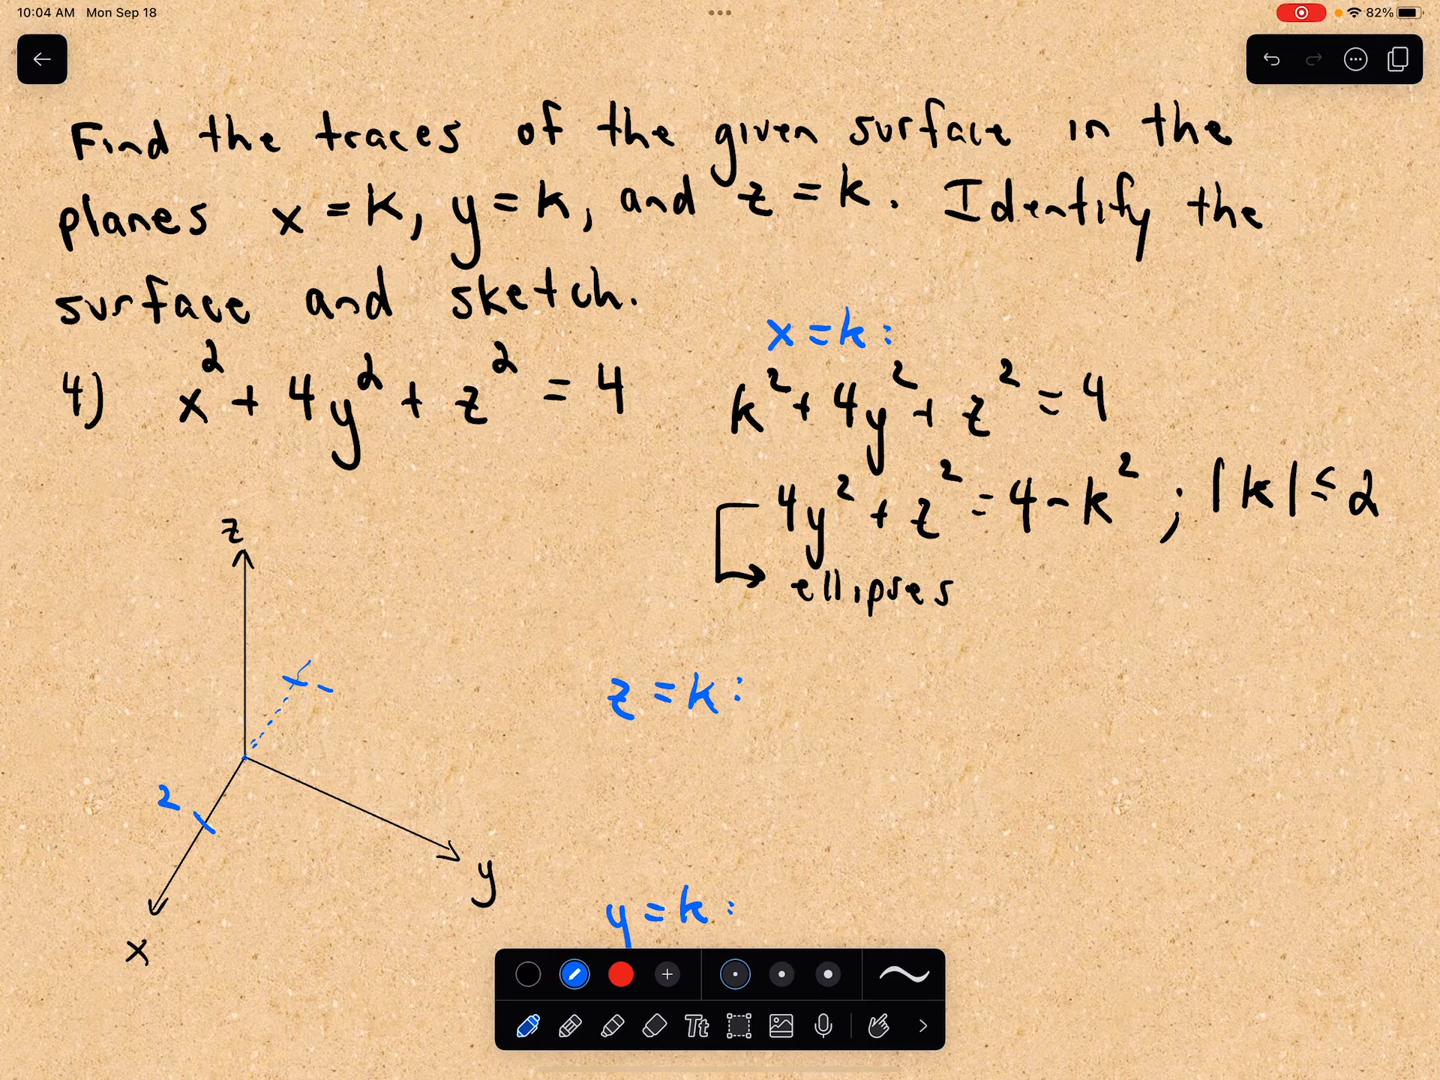 10:04 AM Mon Sep 18
82%
Find the traces of the given surface in the
planes x = k, y = k, and z = k. Identify the
surface and sketch.
4) x² + 4y² + z² = 4
x = k:
k² + 4y² + z² = 4
4y² + z² = 4 - k² ; |k| ≤ 2
ellipses
z
z = k:
2
y
y = k:
x
Tt